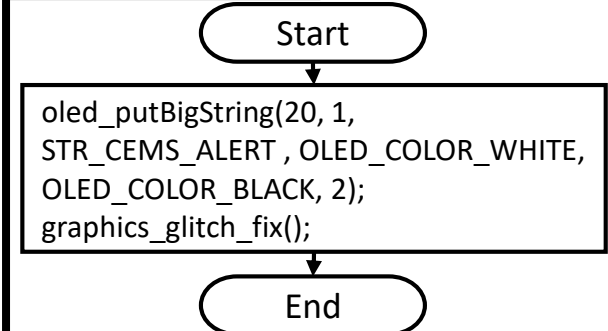 Start
oled_putBigString(20, 1,
STR_CEMS_ALERT , OLED_COLOR_WHITE,
OLED_COLOR_BLACK, 2);
graphics_glitch_fix();
End